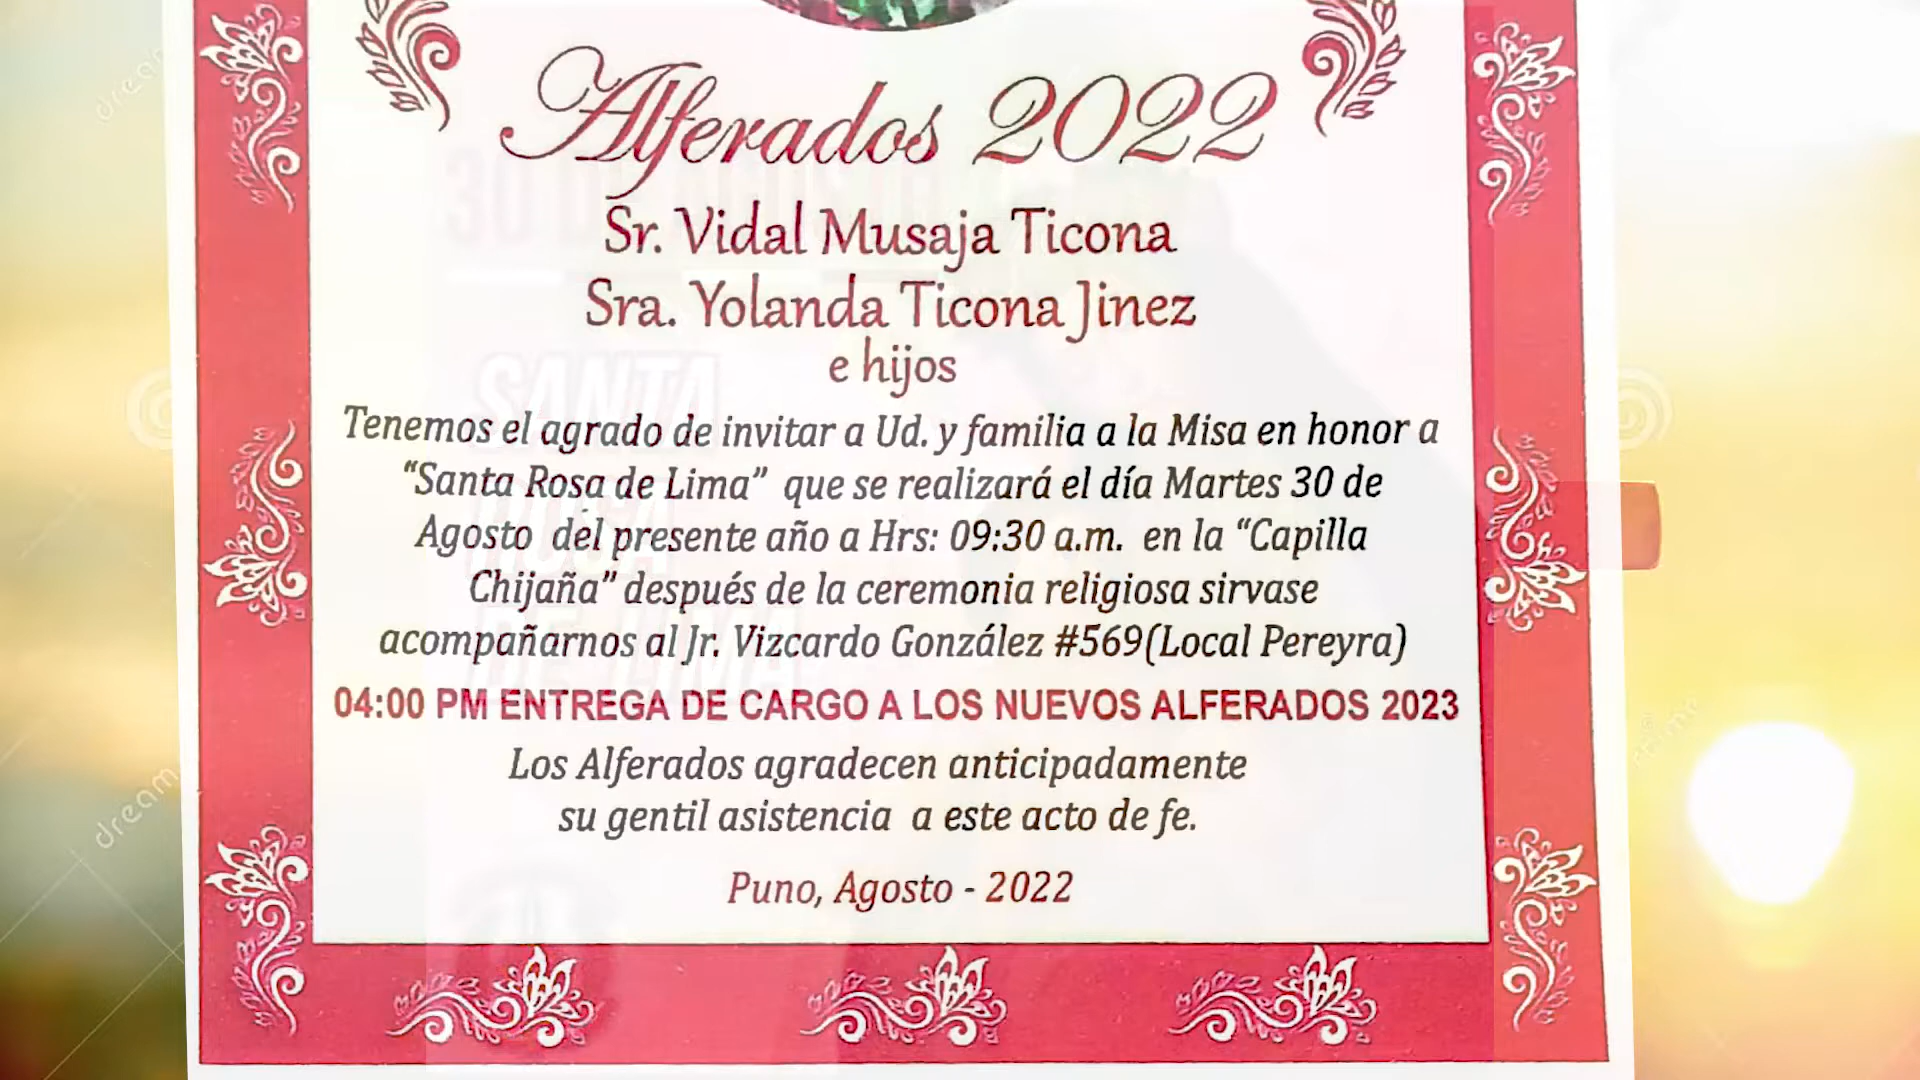 Alferados 2022
Sr. Vidal Musaja Ticona
Sra. Yolanda Ticona Jinez
e hijos
Tenemos el agrado de invitar a Ud. y familia a la Misa en honor a
“Santa Rosa de Lima” que se realizará el día Martes 30 de
Agosto del presente año a Hrs: 09:30 a.m. en la “Capilla
Chijaña” después de la ceremonia religiosa sirvase
acompañarnos al Jr. Vizcardo González #569(Local Pereyra)
04:00 PM ENTREGA DE CARGO A LOS NUEVOS ALFERADOS 2023
Los Alferados agradecen anticipadamente
su gentil asistencia a este acto de fe.
Puno, Agosto - 2022
SANTA
ROSA
DE LIMA